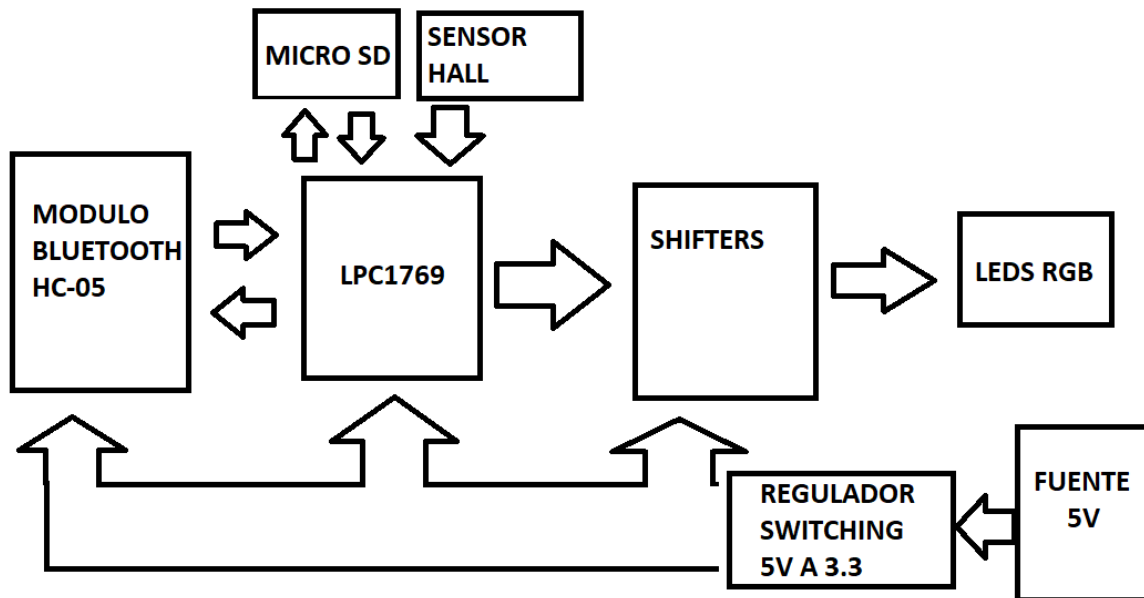 MICRO SD
SENSOR
HALL
MODULO
BLUETOOTH
HC-05
LPC1769
SHIFTERS
LEDS RGB
REGULADOR
SWITCHING
5V A 3.3
FUENTE
5V